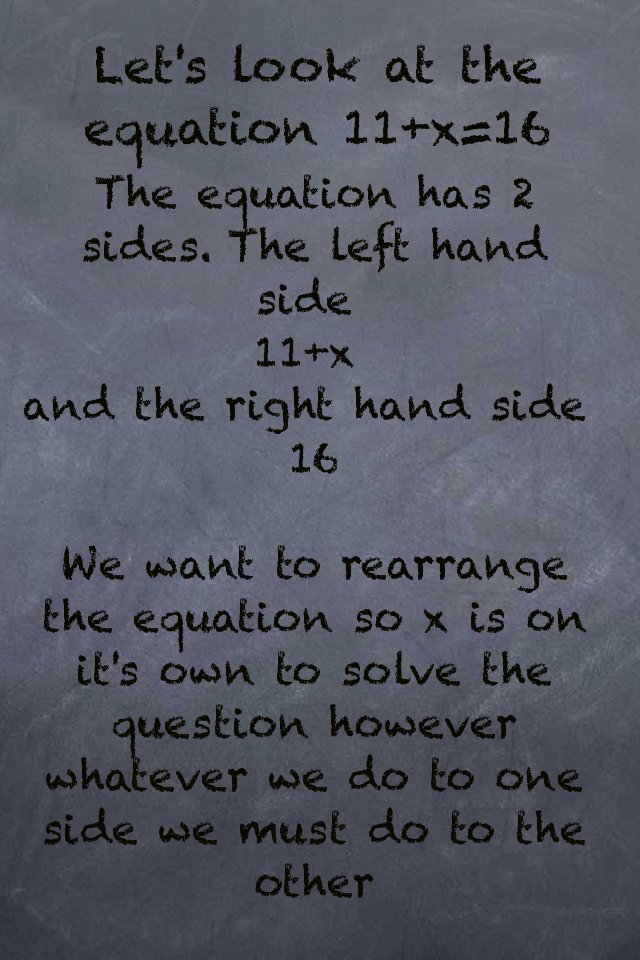 Let's look at the
equation 11+x=16
The equation has 2
sides. The left hand
side
11+x
and the right hand side
16
We want to rearrange
the equation so x is on
it's own to solve the
question however
whatever we do to one
side we must do to the
other